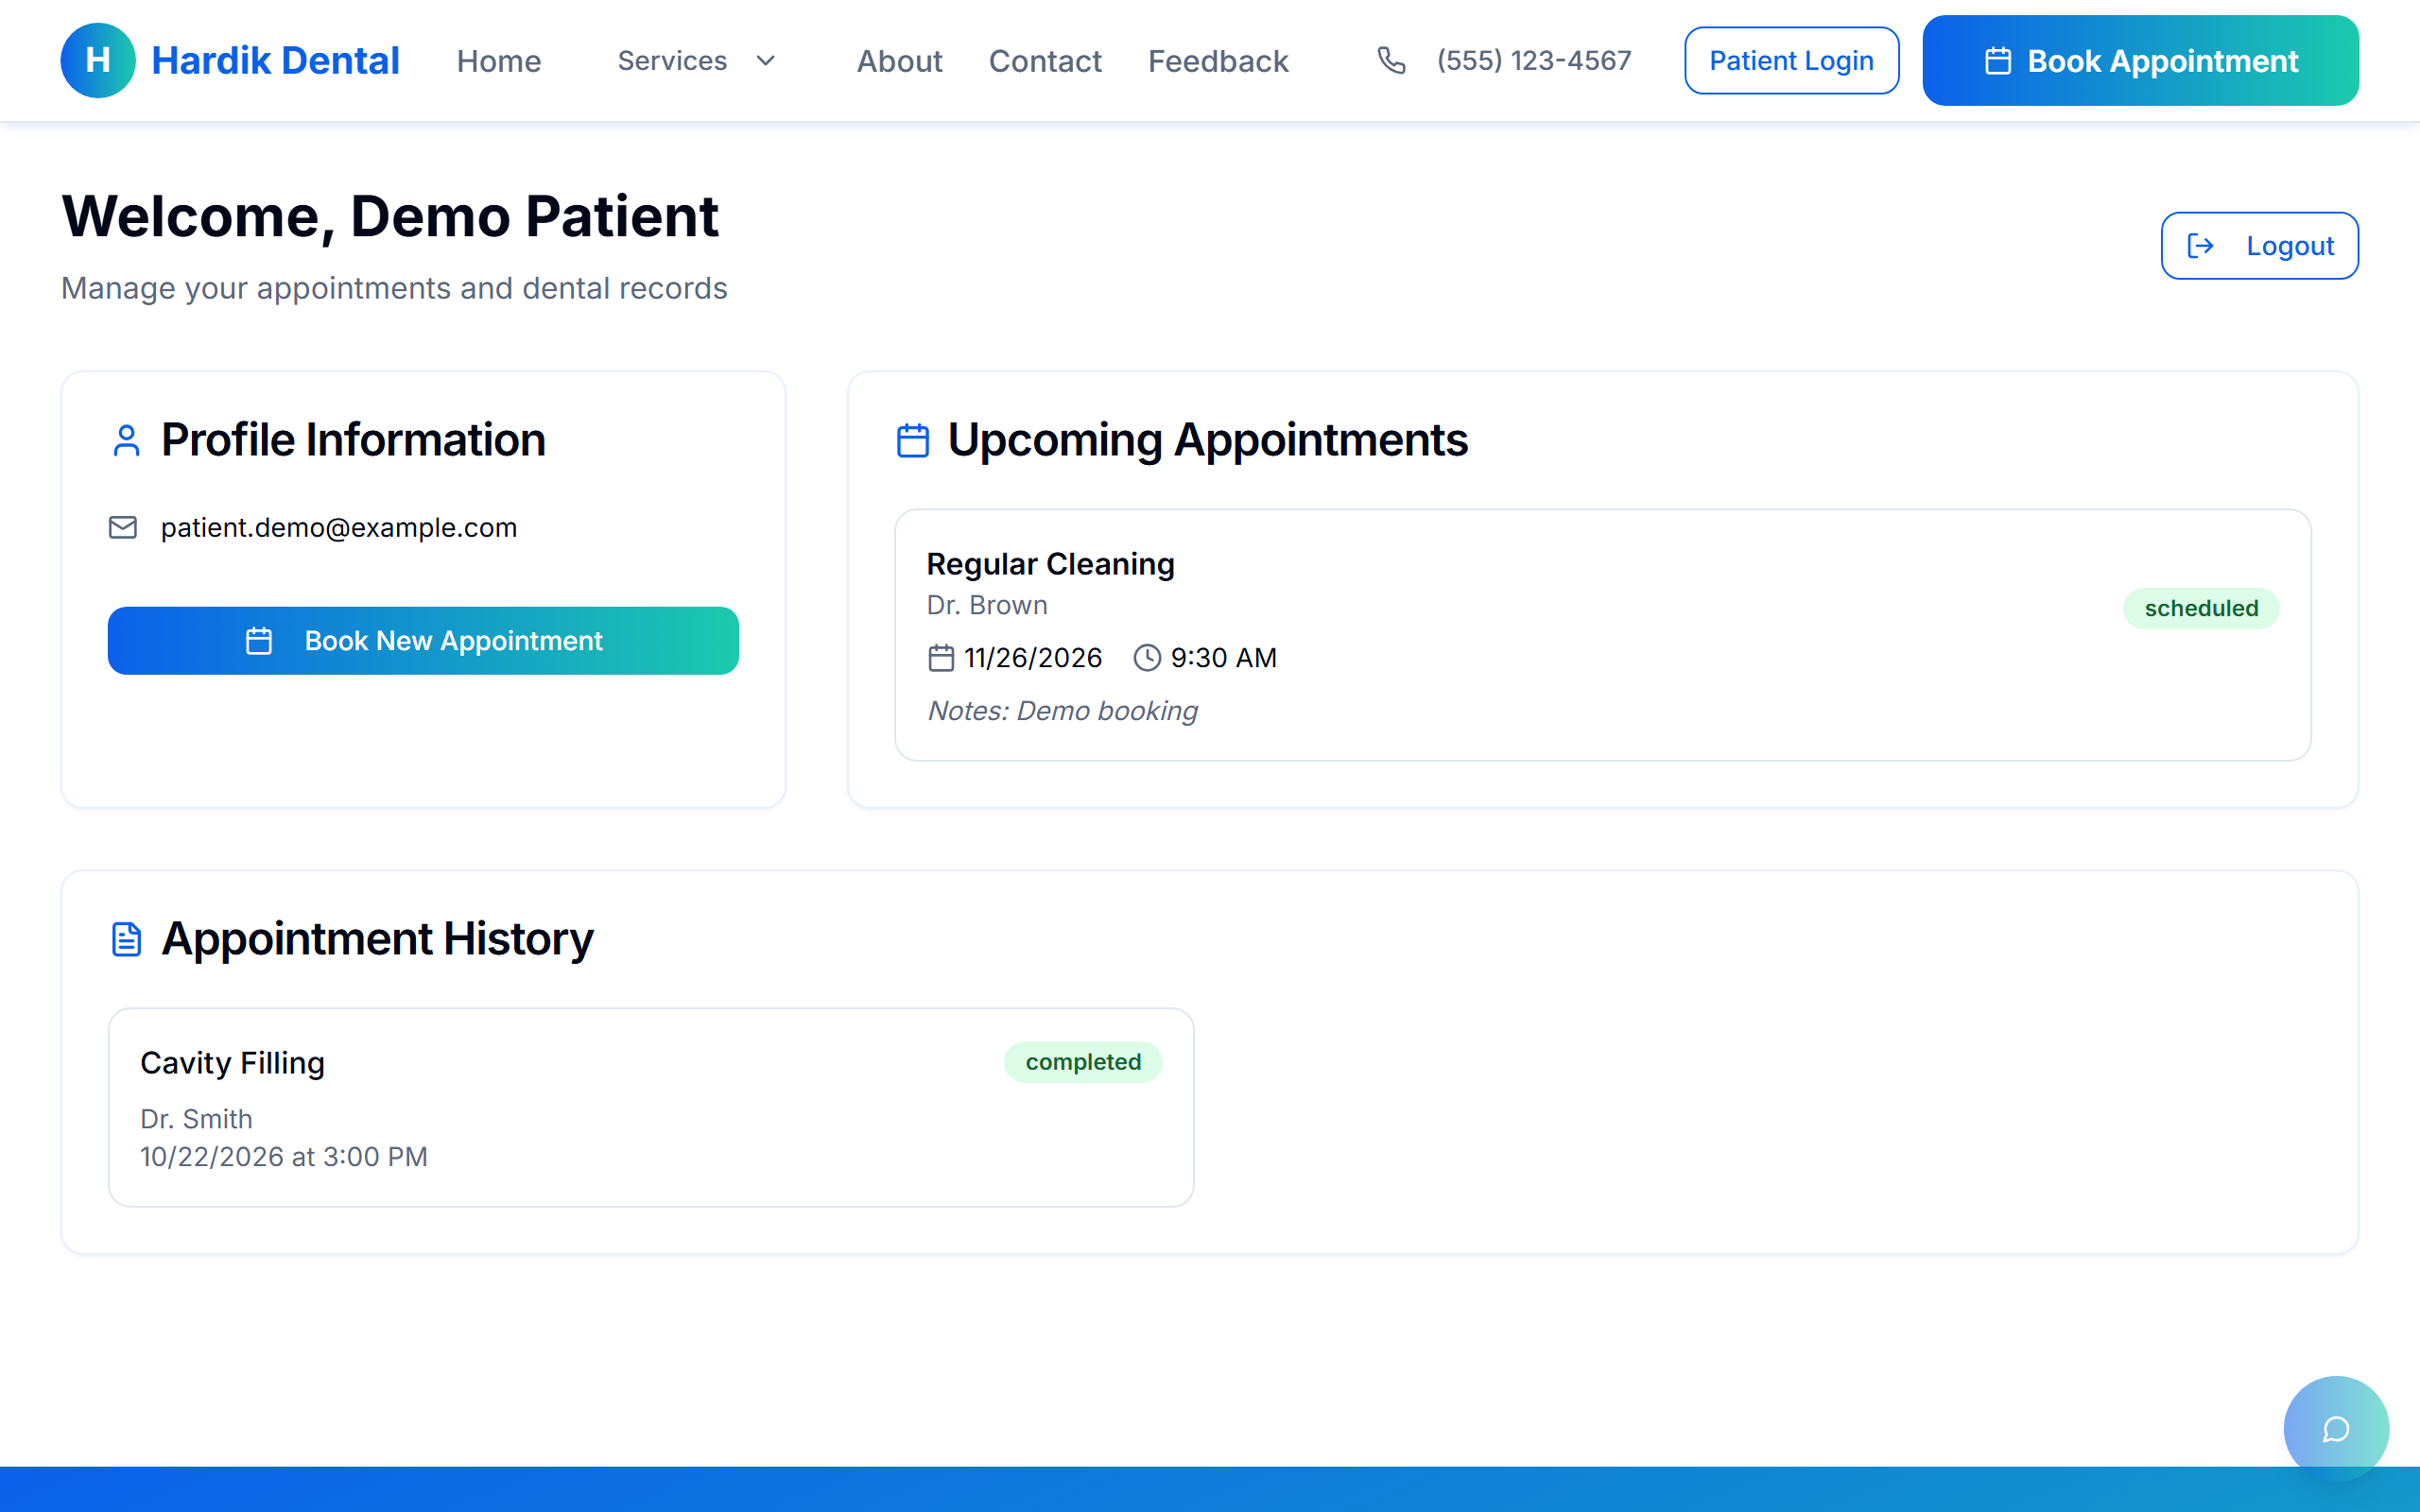 H Hardik Dental Home Services About Contact Feedback (555) 123-4567 Patient Login Book Appointment
Welcome, Demo Patient
Manage your appointments and dental records
Logout
Profile Information
patient.demo@example.com
Book New Appointment
Upcoming Appointments
Regular Cleaning
Dr. Brown
scheduled
11/26/2026 9:30 AM
Notes: Demo booking
Appointment History
Cavity Filling completed
Dr. Smith
10/22/2026 at 3:00 PM